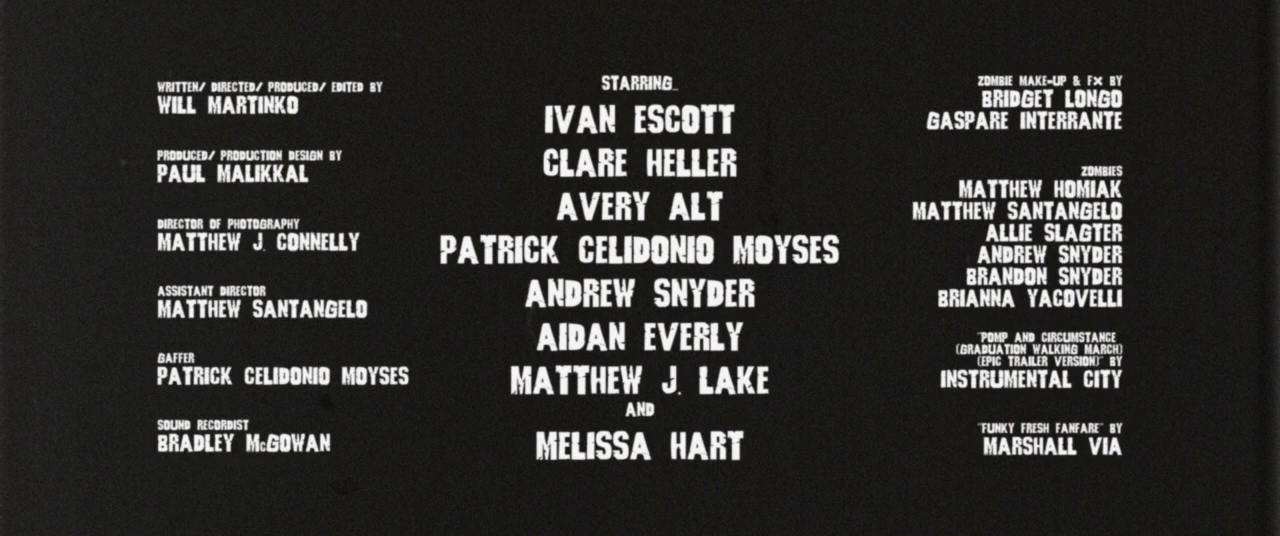 WRITTEN/ DIRECTED/ PRODUCED/ EDITED BY
WILL MARTINKO
PRODUCED/ PRODUCTION DESIGN BY
PAUL MALIKKAL
DIRECTOR OF PHOTOGRAPHY
MATTHEW J. CONNELLY
ASSISTANT DIRECTOR
MATTHEW SANTANGELO
GAFFER
PATRICK CELIDONIO MOYSES
SOUND RECORDIST
BRADLEY McGOWAN
STARRING...
IVAN ESCOTT
CLARE HELLER
AVERY ALT
PATRICK CELIDONIO MOYSES
ANDREW SNYDER
AIDAN EVERLY
MATTHEW J. LAKE
AND
MELISSA HART
ZOMBIE MAKE-UP & FX BY
BRIDGET LONGO
GASPARE INTERRANTE
ZOMBIES
MATTHEW HOMIAK
MATTHEW SANTANGELO
ALLIE SLAGTER
ANDREW SNYDER
BRANDON SNYDER
BRIANNA YACOVELLI
"POMP AND CIRCUMSTANCE
(GRADUATION WALKING MARCH)
(EPIC TRAILER VERSION)" BY
INSTRUMENTAL CITY
"FUNKY FRESH FANFARE" BY
MARSHALL VIA